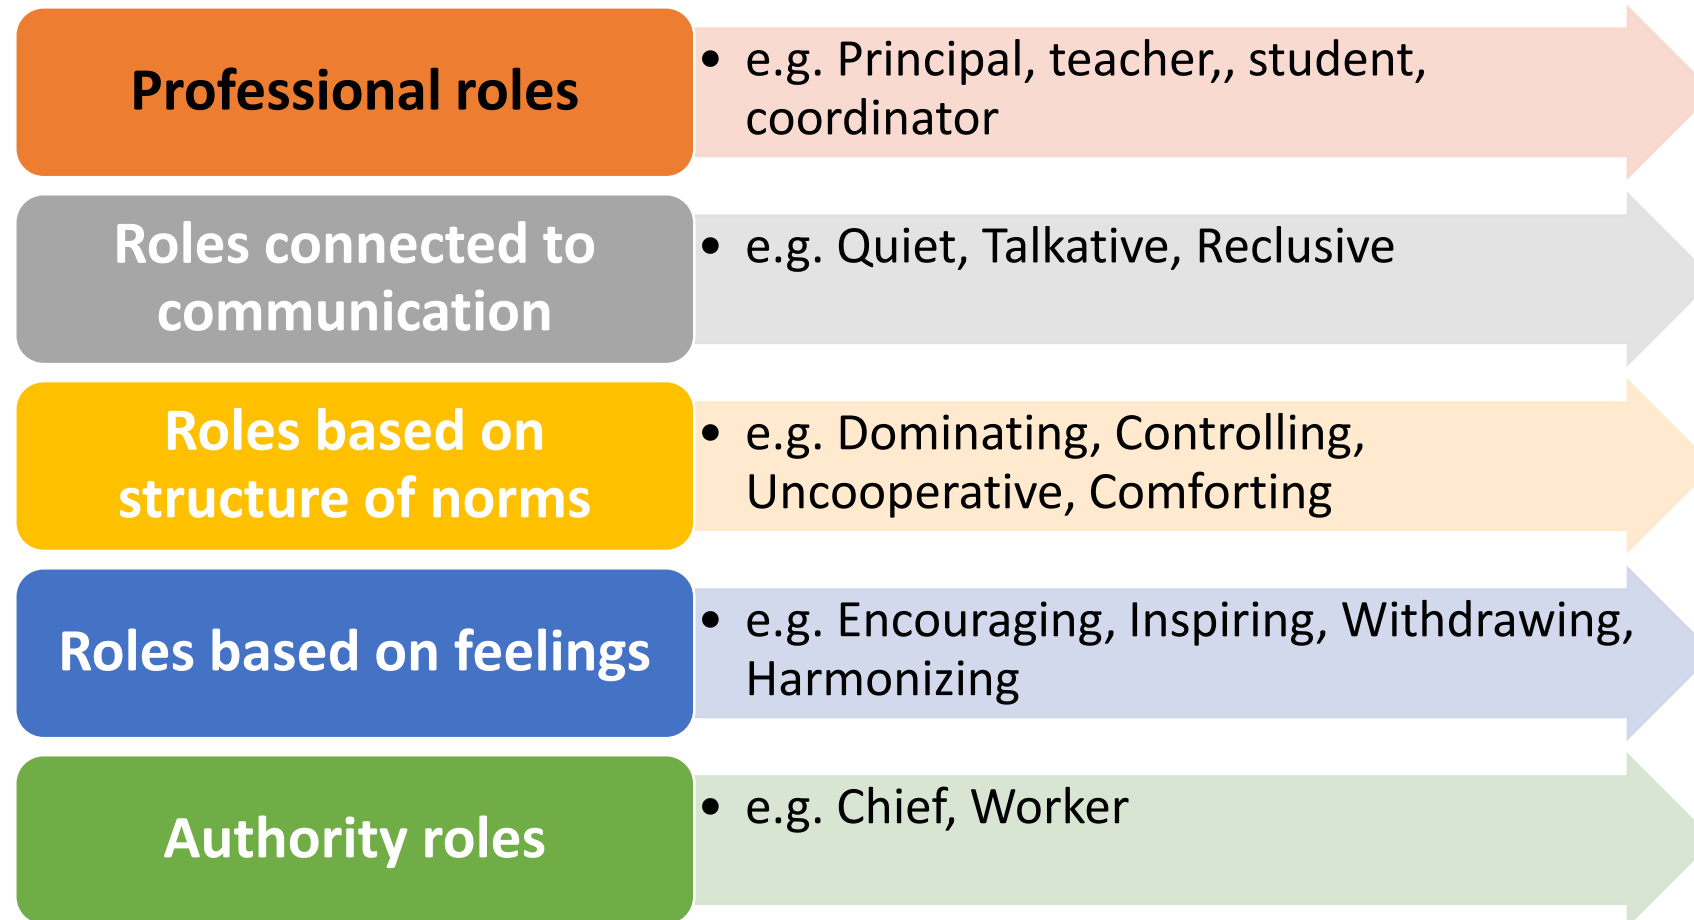 Professional roles
• e.g. Principal, teacher,, student,
coordinator
Roles connected to
communication
• e.g. Quiet, Talkative, Reclusive
Roles based on
structure of norms
• e.g. Dominating, Controlling,
Uncooperative, Comforting
Roles based on feelings
• e.g. Encouraging, Inspiring, Withdrawing,
Harmonizing
Authority roles
• e.g. Chief, Worker